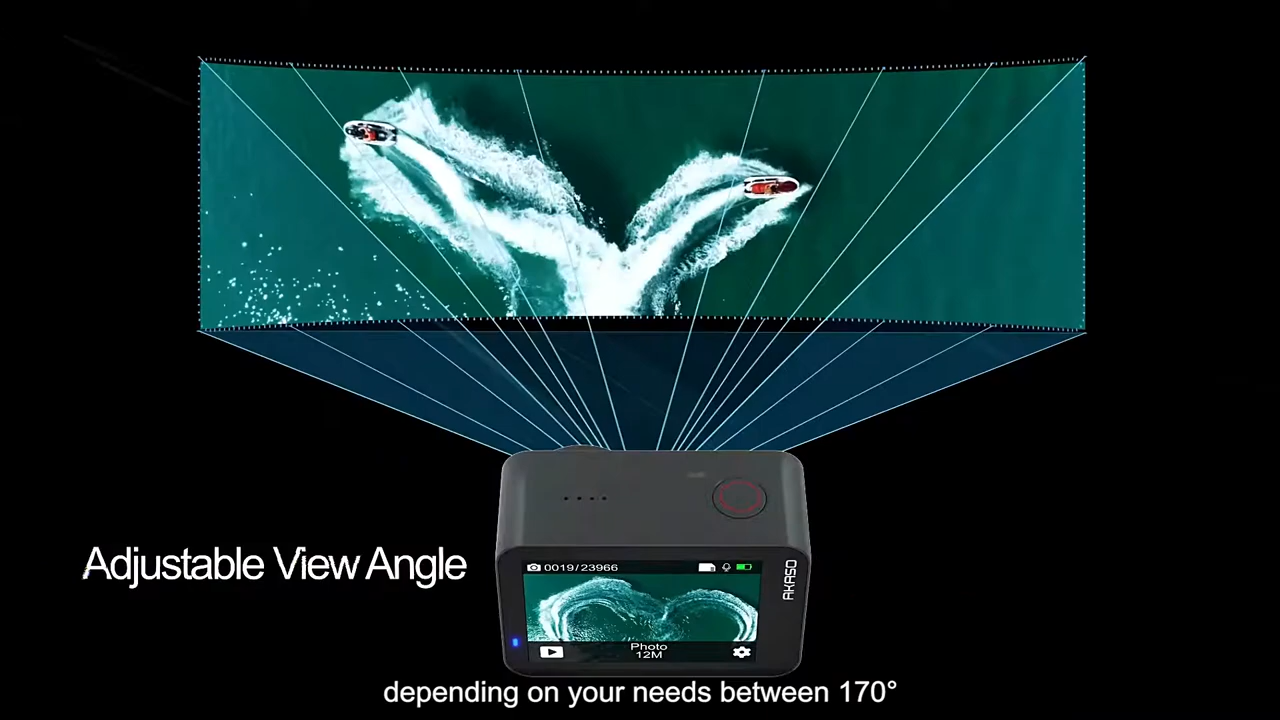 Adjustable View Angle
0019/23966
AKASO
Photo
12M
depending on your needs between 170°